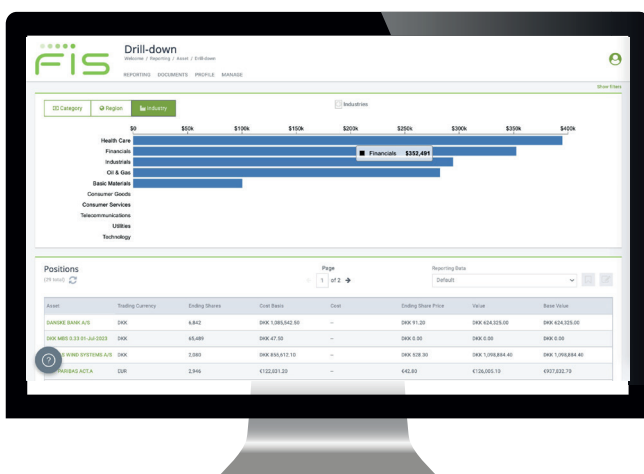 FIS
Drill-down
Welcome / Reporting / Asset / Drilldown
REPORTING DOCUMENTS PROFILE MANAGE
Show Filters
Category Region Industry
Industries
$0 $50k $100k $150k $200k $250k $300k $350k $400k
Health Care
Financials
Financials $352,491
Industrials
Oil & Gas
Basic Materials
Consumer Goods
Consumer Services
Telecommunications
Utilities
Technology
Positions
Page
Reporting Data
(29 total)
1 of 2
Default
Asset Trading Currency Ending Shares Cost Basis Cost Ending Share Price Value Base Value
DANSKE BANK A/S DKK 6,842 DKK 1,085,842.50 – DKK 91.20 DKK 624,325.00 DKK 624,325.00
DKK MBS 0.33 01-Jul-2023 DKK 65,489 DKK 47.50 – DKK 0.00 DKK 0.00 DKK 0.00
WIND SYSTEMS A/S DKK 2,080 DKK 856,612.10 – DKK 528.30 DKK 1,098,884.40 DKK 1,098,884.40
PARIBAS ACT.A EUR 2,946 €122,031.20 – €42.80 €126,005.10 €937,832.70
?